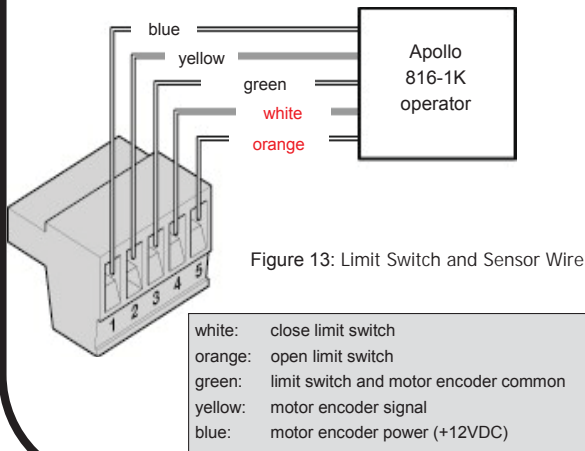 blue
yellow
green
white
orange
Apollo
816-1K
operator
1 2 3 4 5
Figure 13: Limit Switch and Sensor Wire
white: close limit switch
orange: open limit switch
green: limit switch and motor encoder common
yellow: motor encoder signal
blue: motor encoder power (+12VDC)